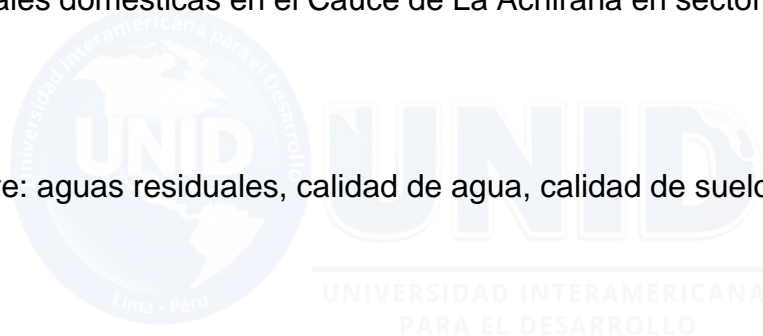 ales domésticas en el Cauce de La Achirana en sector
re: aguas residuales, calidad de agua, calidad de suelo
Universidad Interamericana para el Desarrollo
UNID
Lima - Perú
UNID
UNIVERSIDAD INTERAMERICANA
PARA EL DESARROLLO